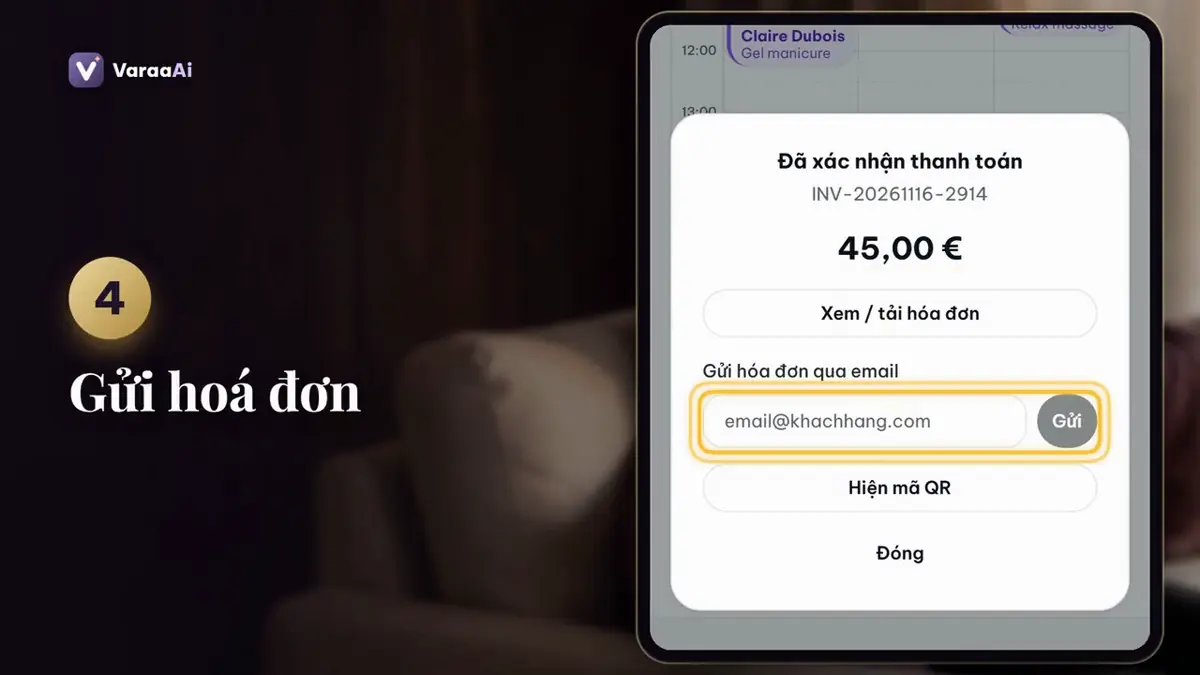 VaraaAi
4
Gửi hoá đơn
12:00
Claire Dubois
Gel manicure
Relax massage
13:00
Đã xác nhận thanh toán
INV-20261116-2914
45,00 €
Xem / tải hóa đơn
Gửi hóa đơn qua email
email@khachhang.com
Gửi
Hiện mã QR
Đóng